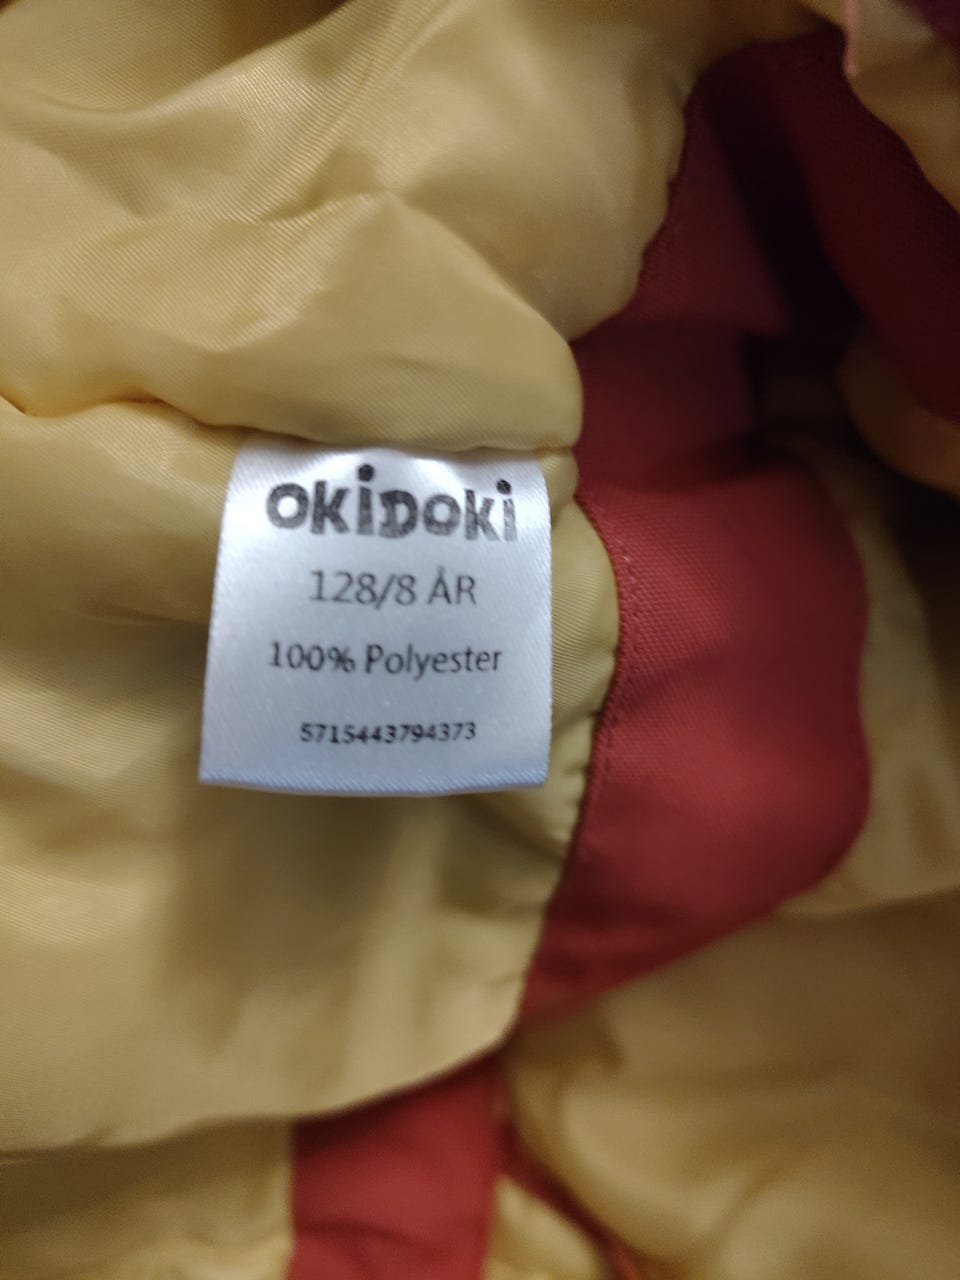 OKiDOKi
128/8 ÅR
100% Polyester
5715443794373